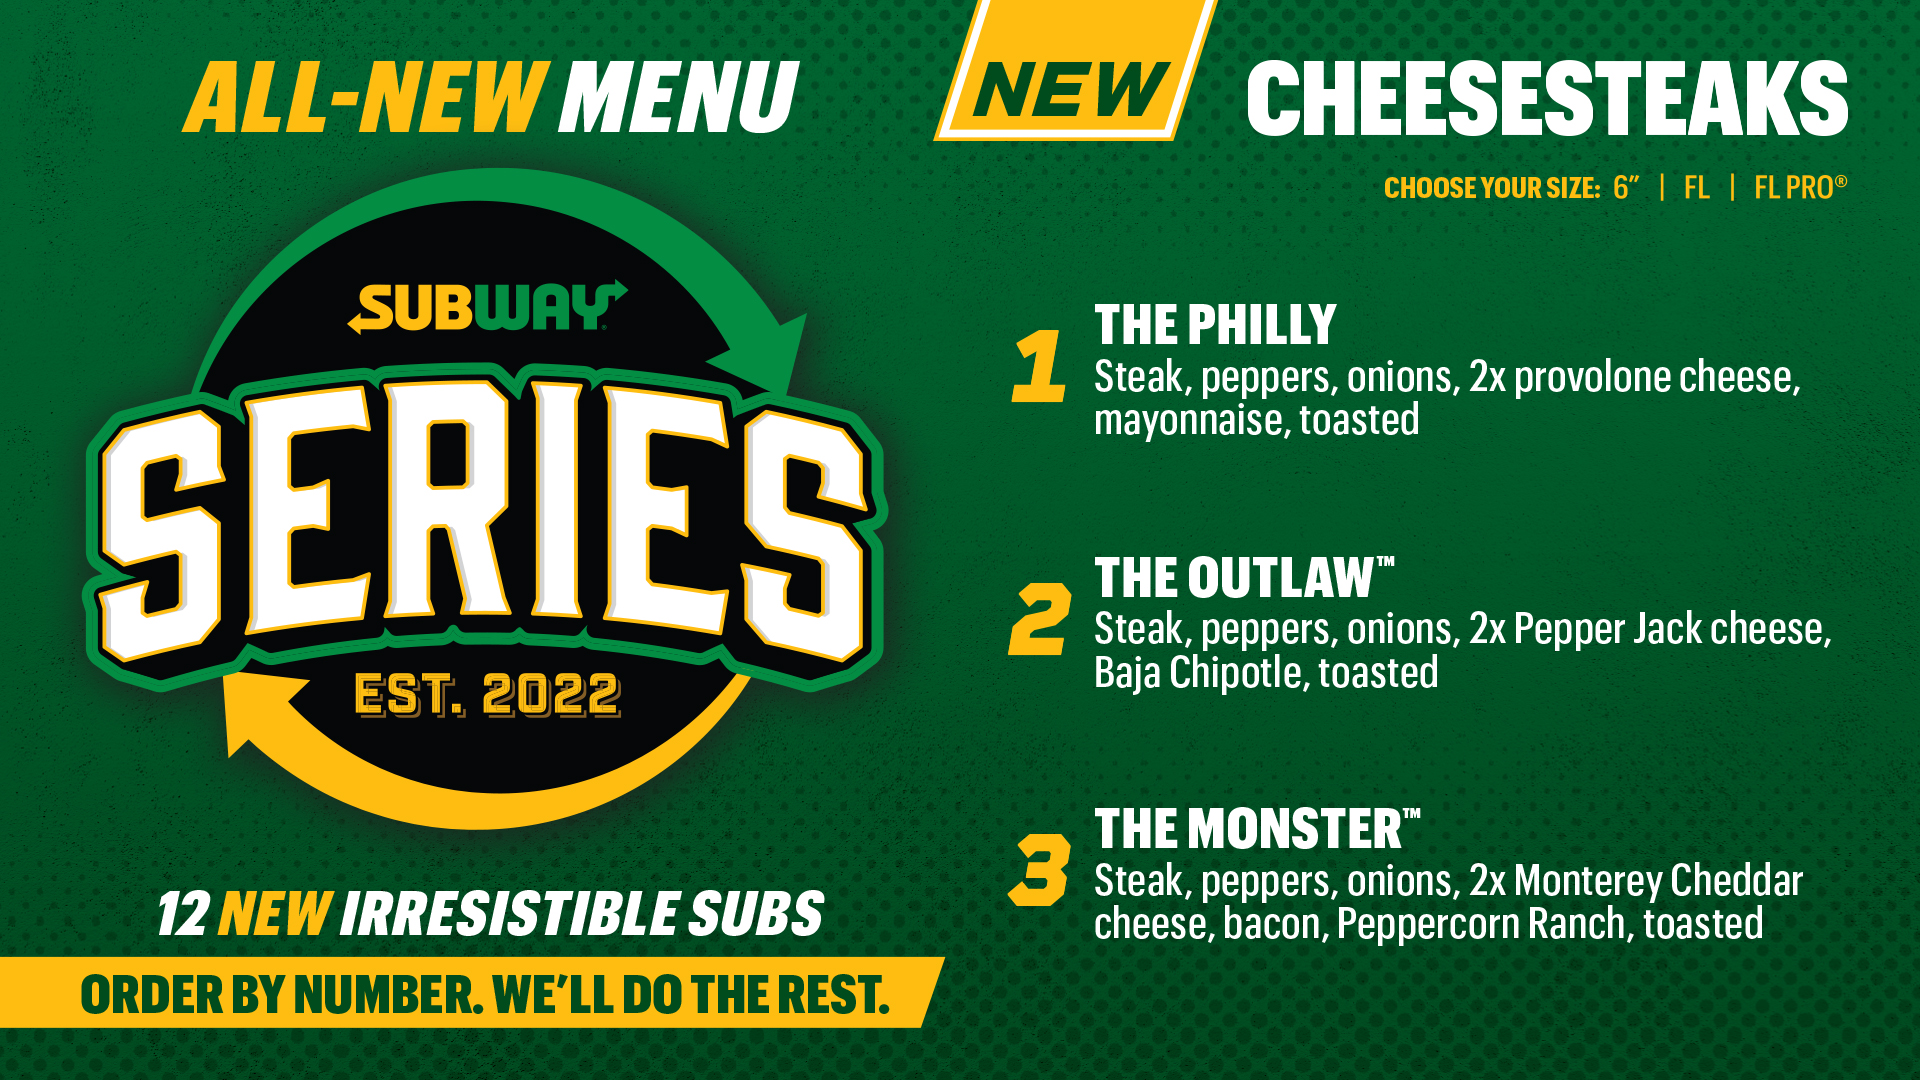 ALL-NEW MENU
SUBWAY®
SERIES
EST. 2022
12 NEW IRRESISTIBLE SUBS
ORDER BY NUMBER. WE'LL DO THE REST.
NEW CHEESESTEAKS
CHOOSE YOUR SIZE: 6” | FL | FL PRO®
1 THE PHILLY
Steak, peppers, onions, 2x provolone cheese,
mayonnaise, toasted
2 THE OUTLAW™
Steak, peppers, onions, 2x Pepper Jack cheese,
Baja Chipotle, toasted
3 THE MONSTER™
Steak, peppers, onions, 2x Monterey Cheddar
cheese, bacon, Peppercorn Ranch, toasted